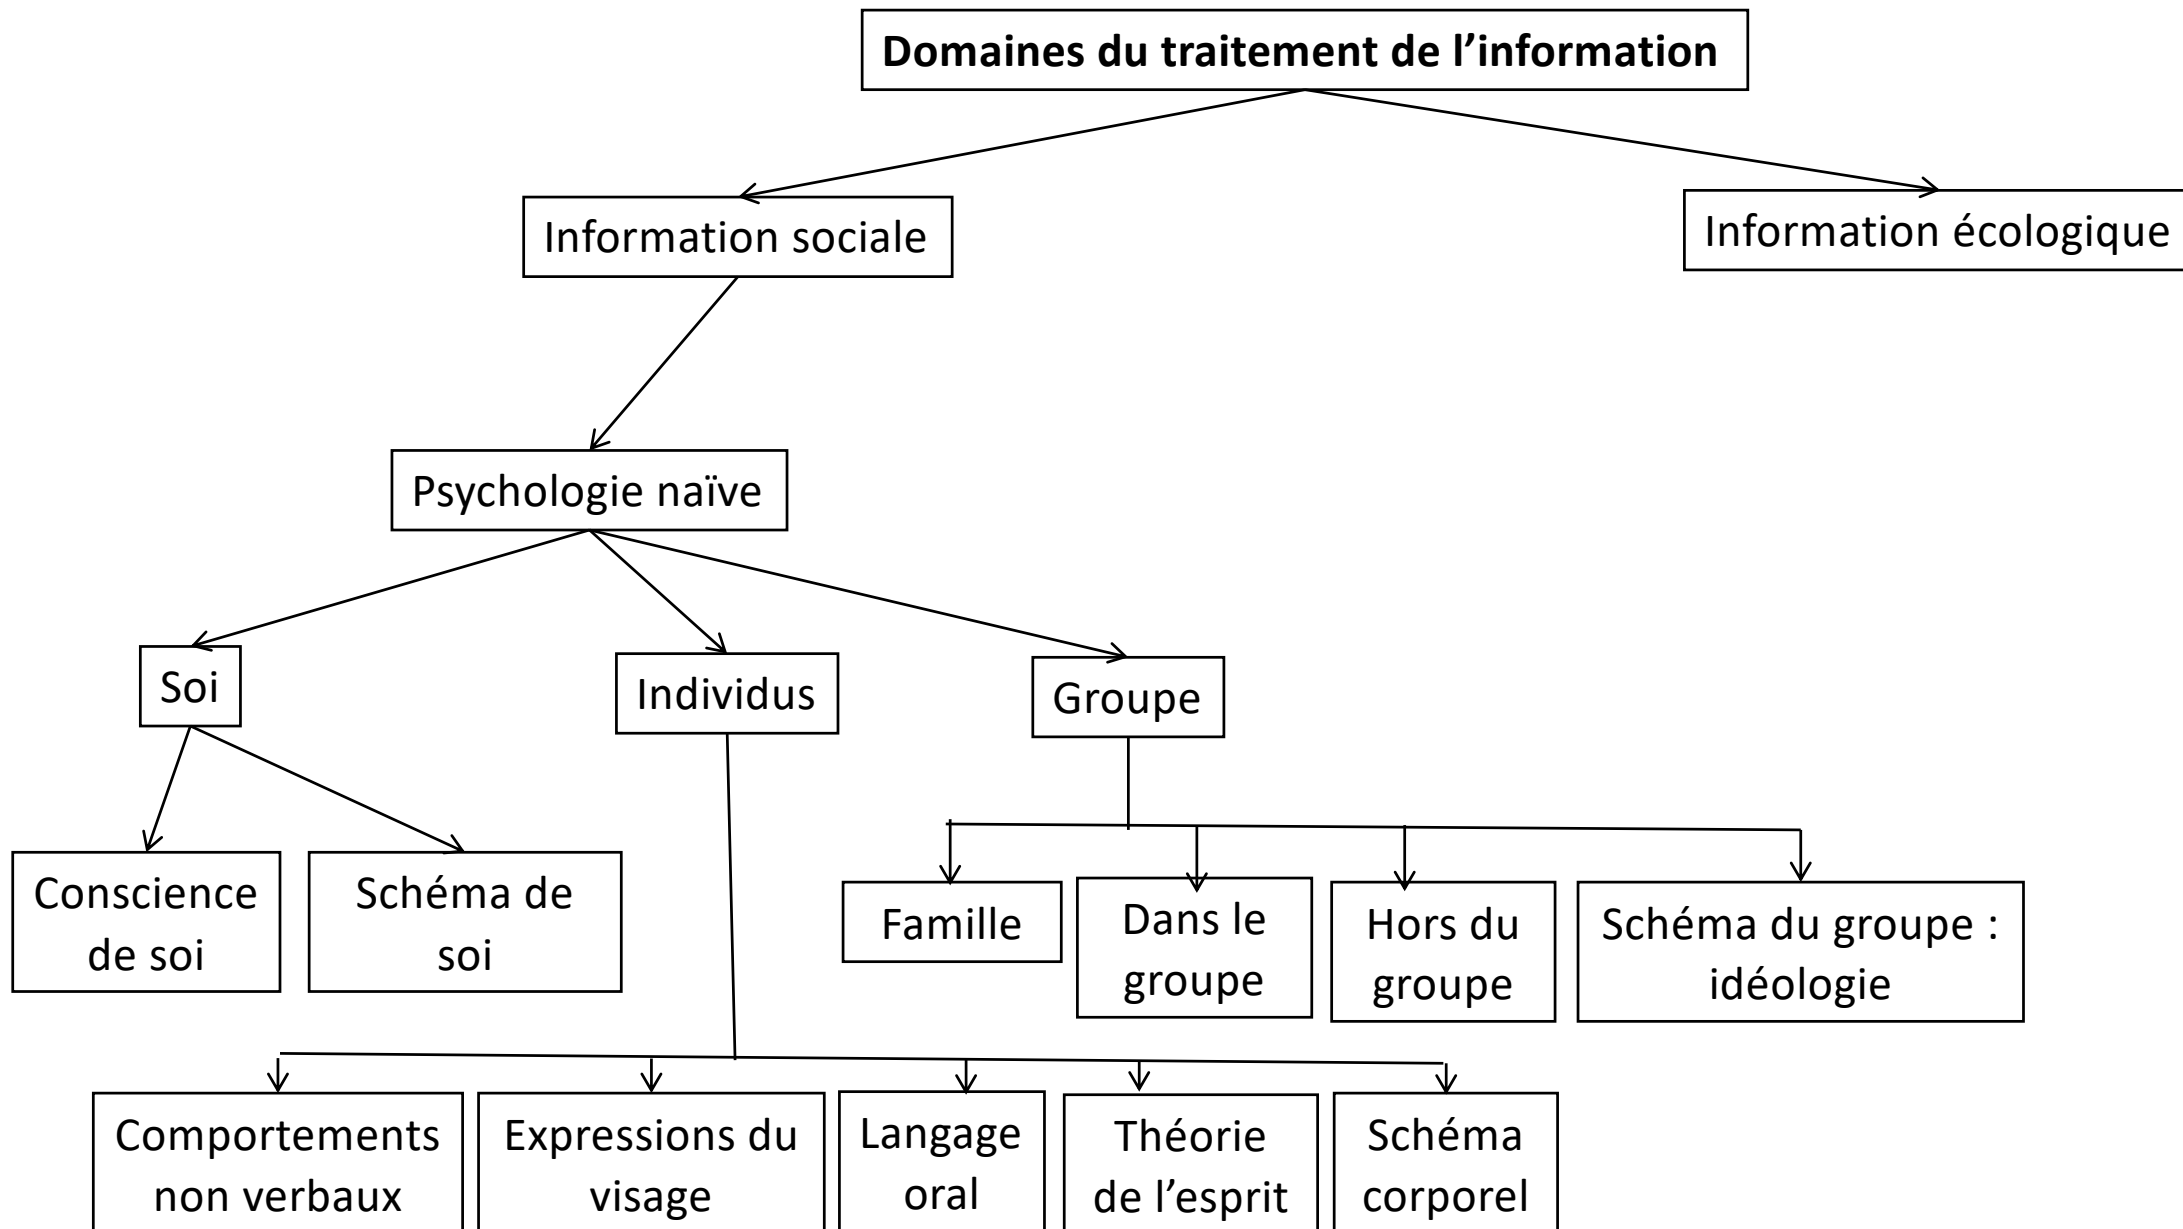 Domaines du traitement de l’information
Information sociale
Information écologique
Psychologie naïve
Soi
Individus
Groupe
Conscience
de soi
Schéma de
soi
Famille
Dans le
groupe
Hors du
groupe
Schéma du groupe :
idéologie
Comportements
non verbaux
Expressions du
visage
Langage
oral
Théorie
de l’esprit
Schéma
corporel